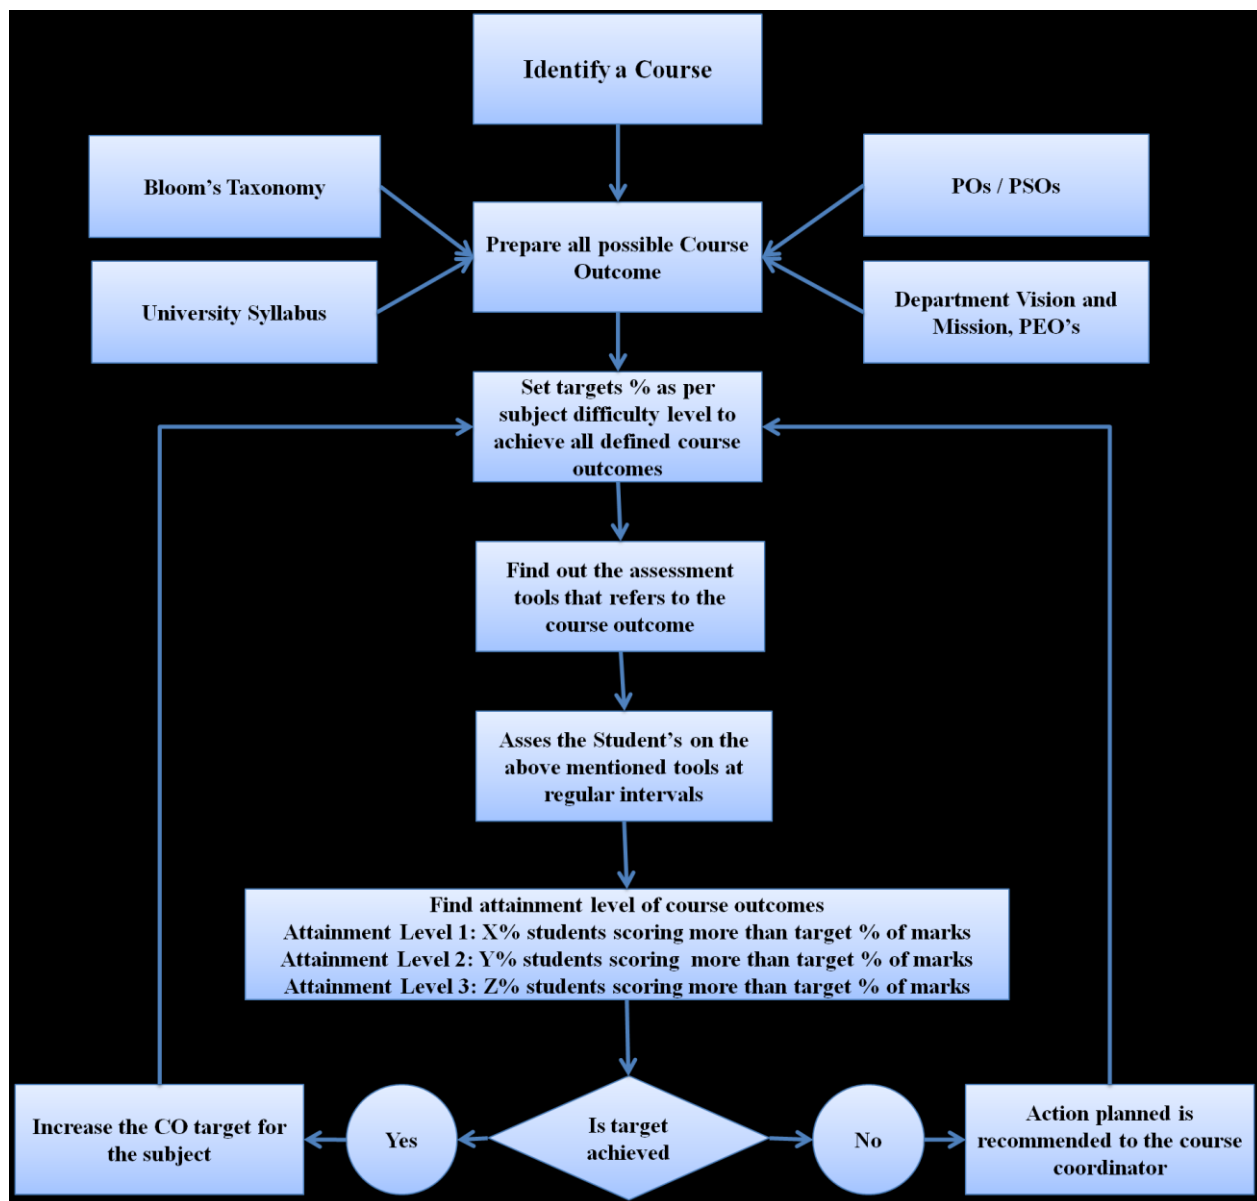 Identify a Course
Bloom's Taxonomy
POs / PSOs
Prepare all possible Course
Outcome
University Syllabus
Department Vision and
Mission, PEO's
Set targets % as per
subject difficulty level to
achieve all defined course
outcomes
Find out the assessment
tools that refers to the
course outcome
Asses the Student's on the
above mentioned tools at
regular intervals
Find attainment level of course outcomes
Attainment Level 1: X% students scoring more than target % of marks
Attainment Level 2: Y% students scoring  more than target % of marks
Attainment Level 3: Z% students scoring more than target % of marks
Increase the CO target for
the subject
Yes
Is target
achieved
No
Action planned is
recommended to the course
coordinator